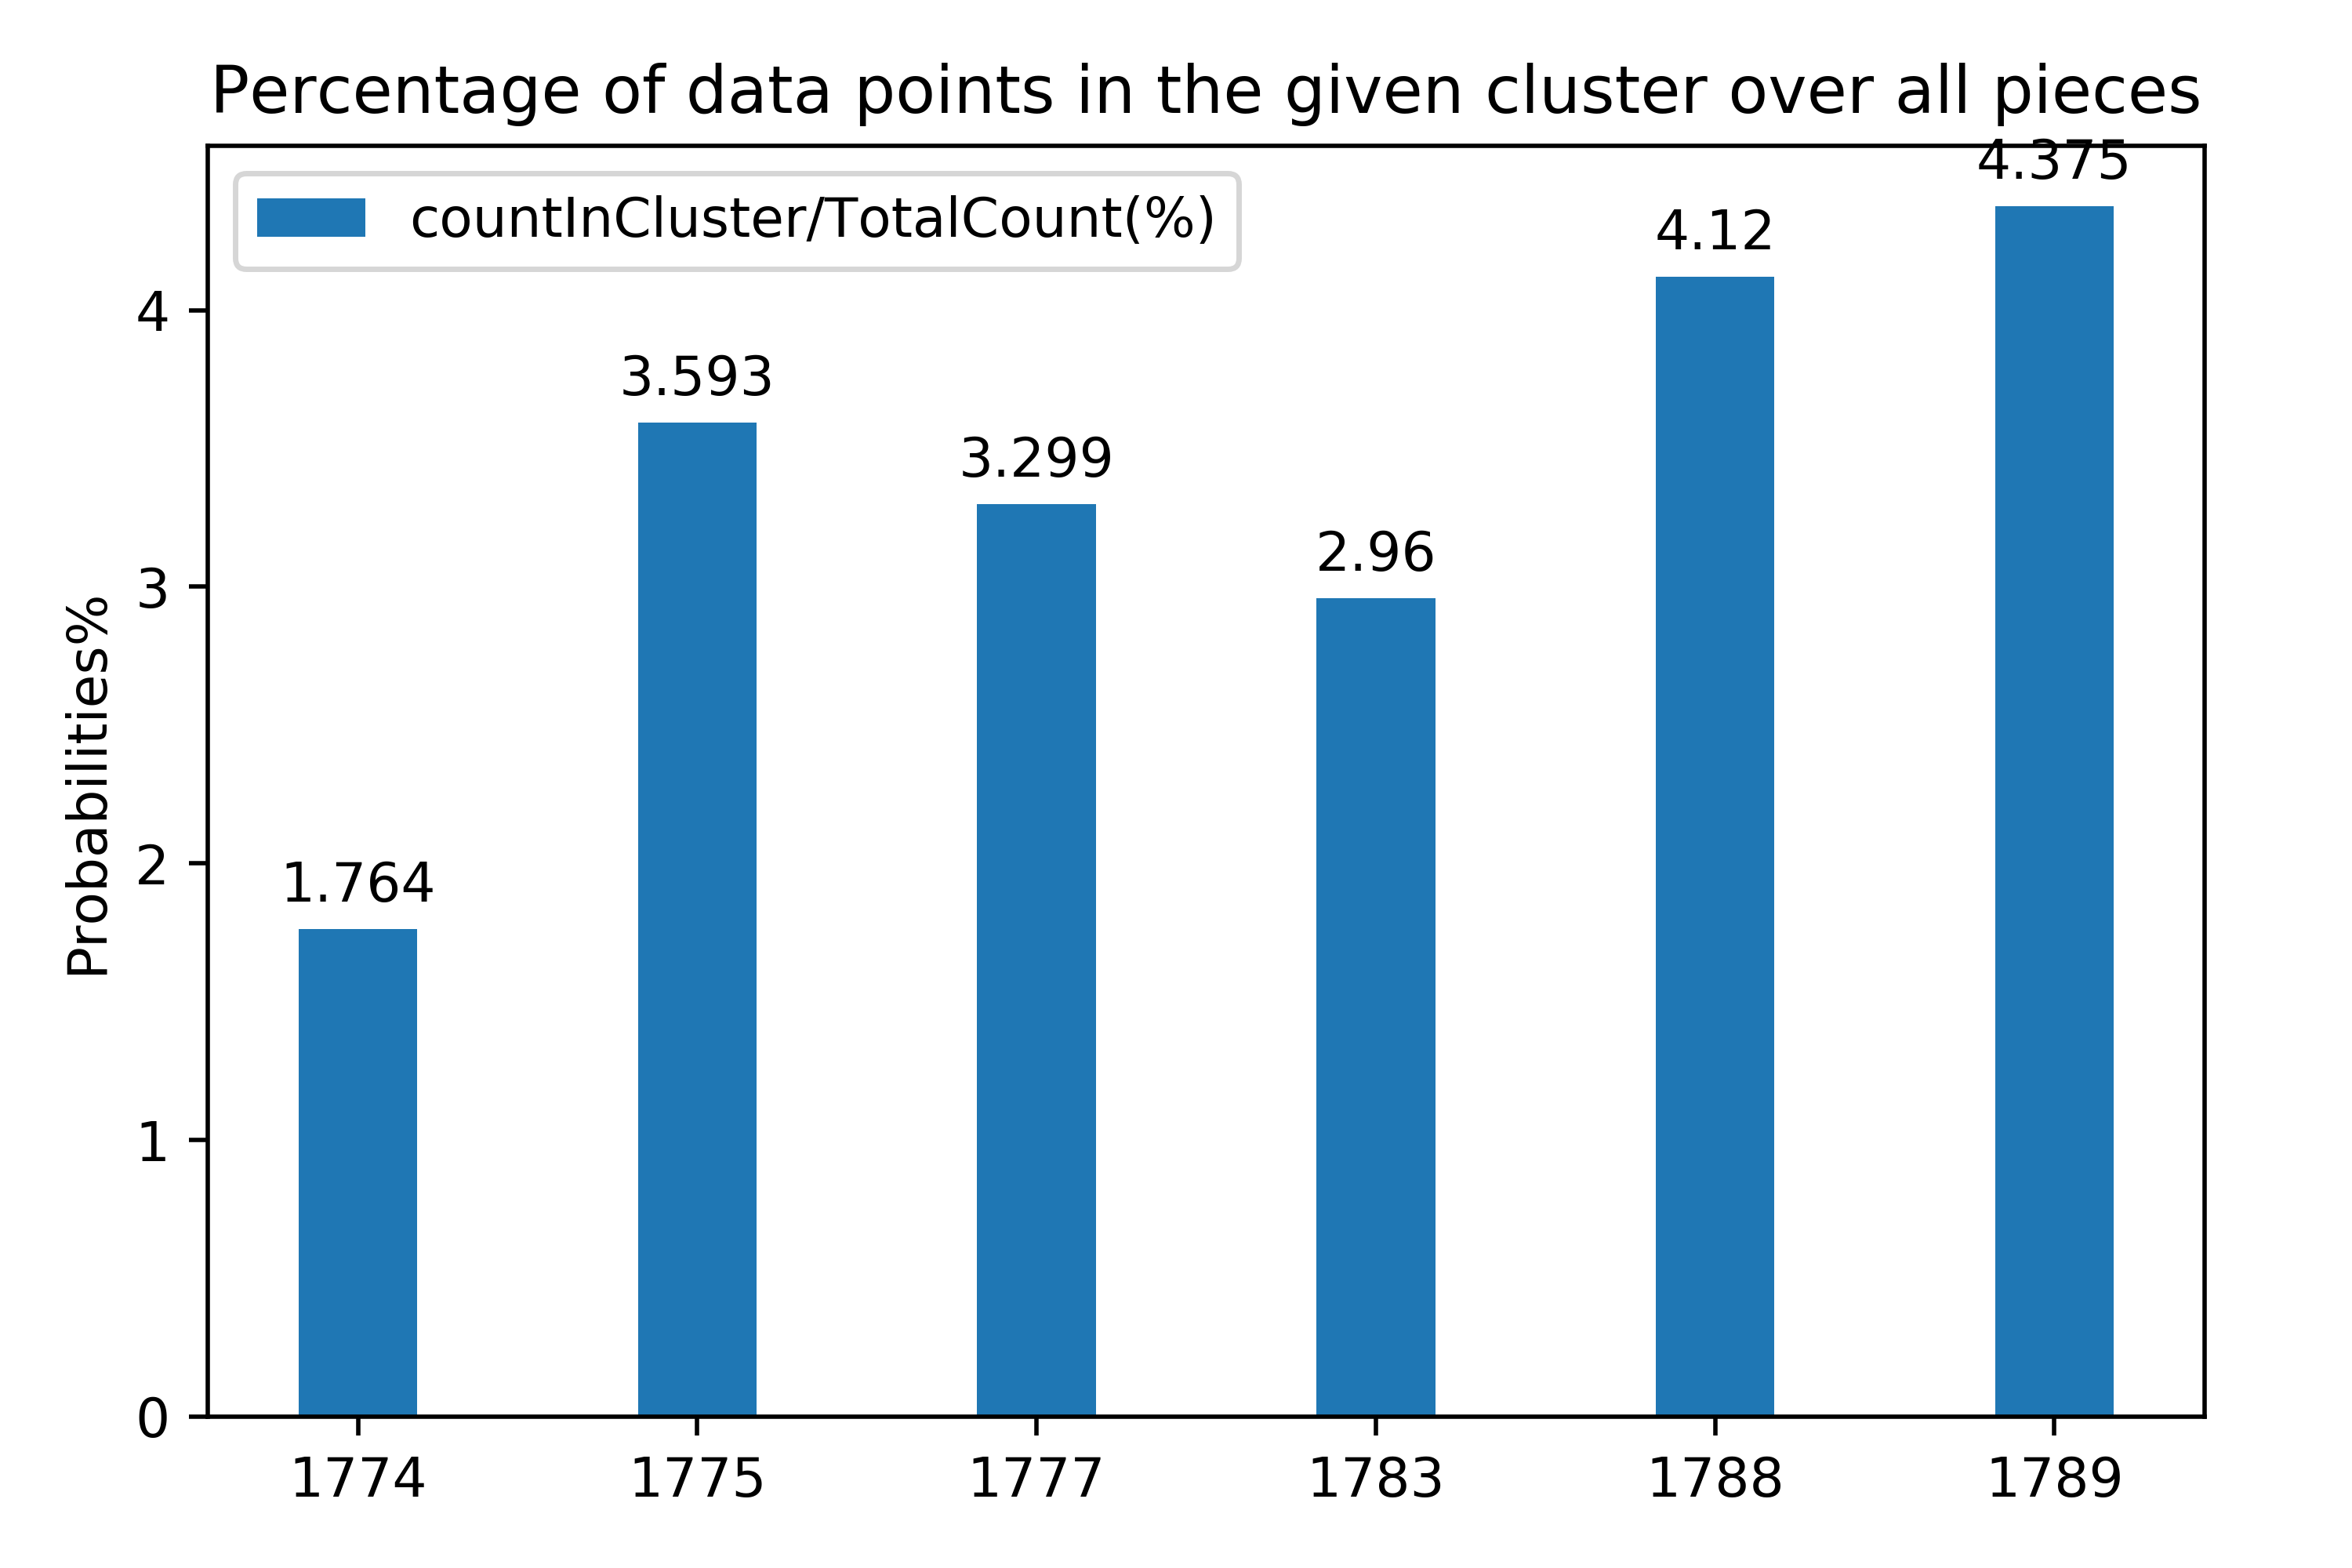 Percentage of data points in the given cluster over all pieces
countInCluster/TotalCount(%)
4.375
4.12
3.593
3.299
2.96
1.764
Probabilities%
4
3
2
1
0
1774 1775 1777 1783 1788 1789